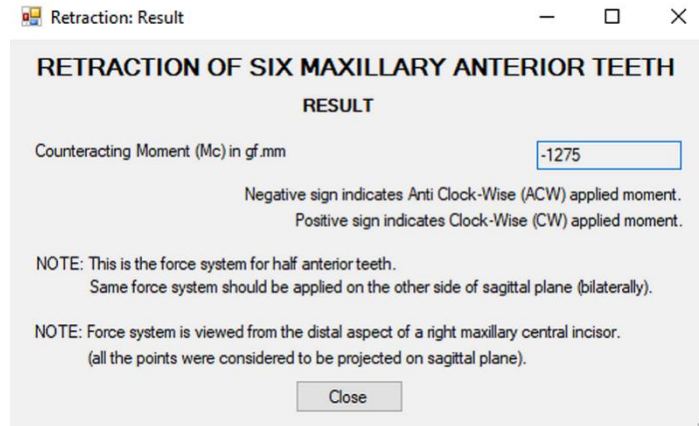 Retraction: Result
RETRACTION OF SIX MAXILLARY ANTERIOR TEETH
RESULT
Counteracting Moment (Mc) in gf.mm -1275
Negative sign indicates Anti Clock-Wise (ACW) applied moment.
Positive sign indicates Clock-Wise (CW) applied moment.
NOTE: This is the force system for half anterior teeth.
Same force system should be applied on the other side of sagittal plane (bilaterally).
NOTE: Force system is viewed from the distal aspect of a right maxillary central incisor.
(all the points were considered to be projected on sagittal plane).
Close